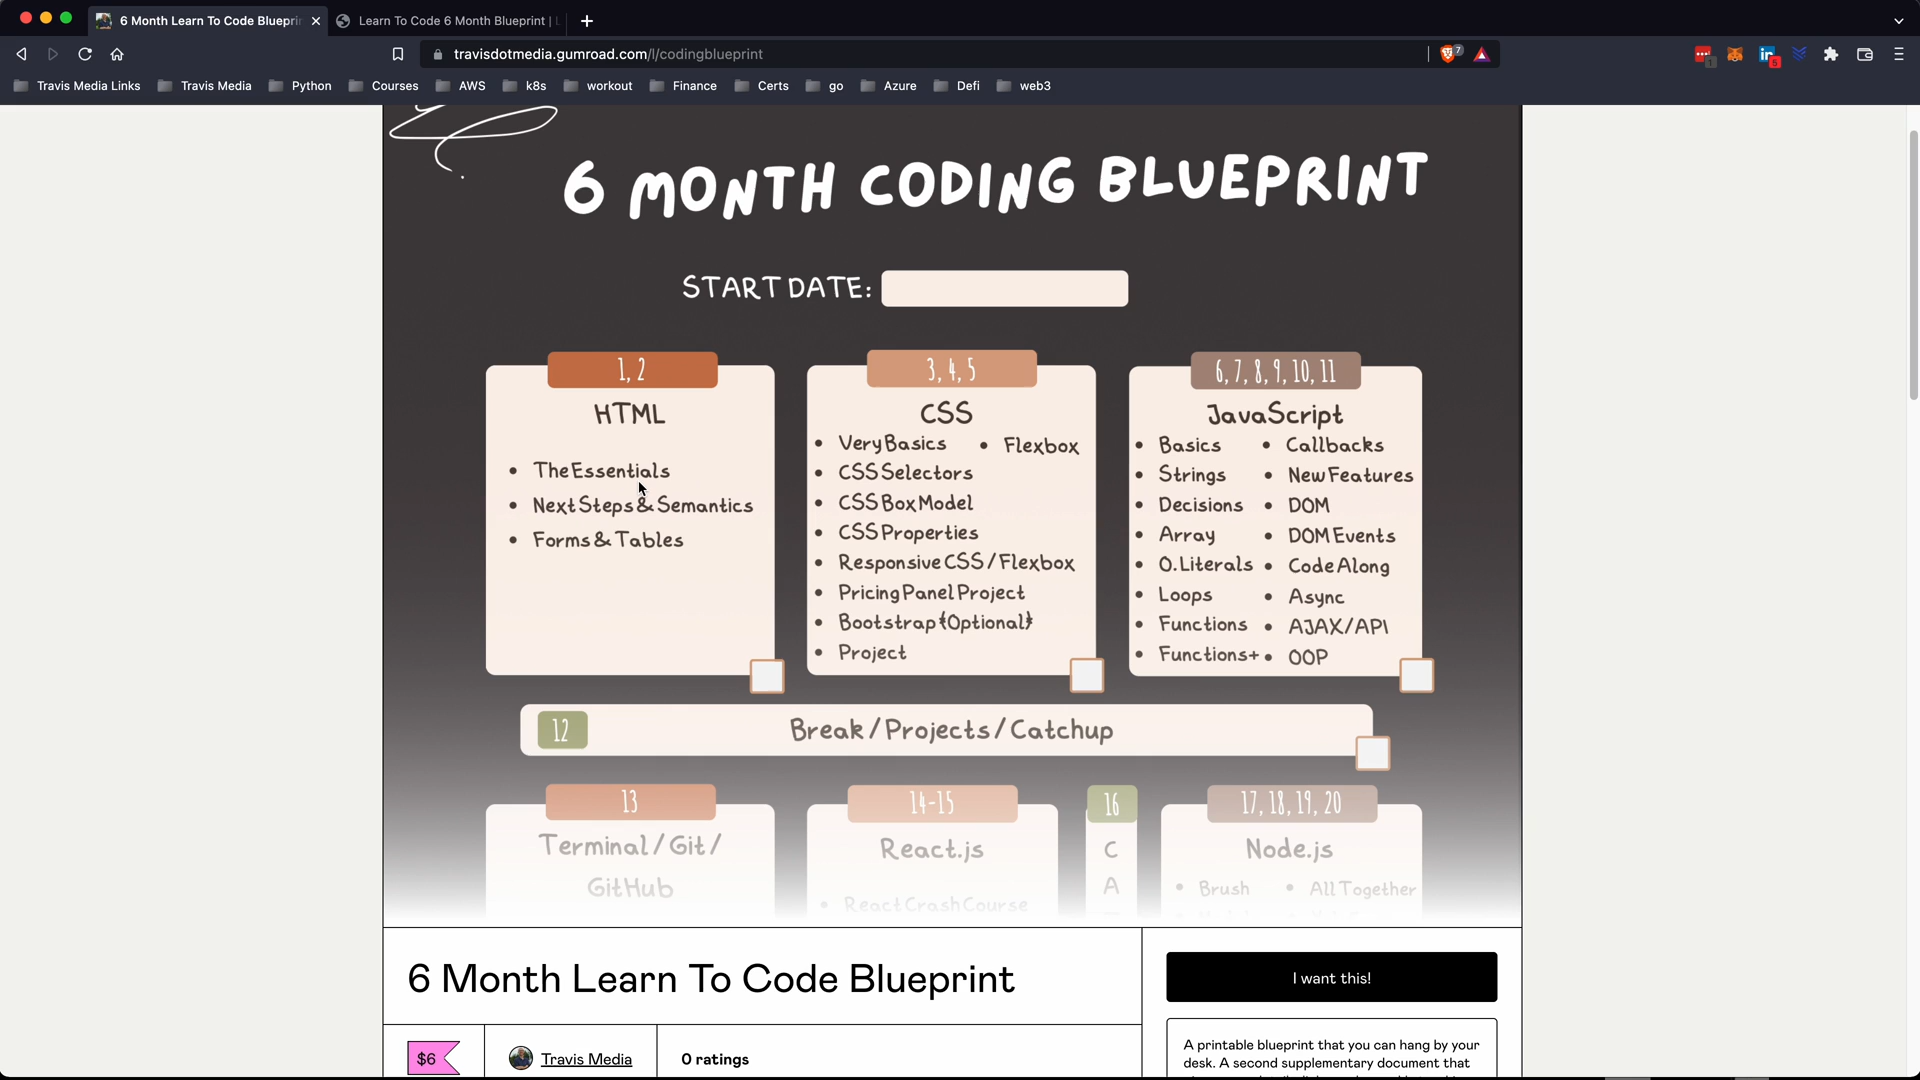 6 Month Learn To Code Blueprin
Learn To Code 6 Month Blueprint |
travisdotmedia.gumroad.com/l/codingblueprint
7
1
5
Travis Media Links
Travis Media
Python
Courses
AWS
k8s
workout
Finance
Certs
go
Azure
Defi
web3
6 MONTH CODING BLUEPRINT
START DATE:
1, 2
HTML
The Essentials
Next Steps & Semantics
Forms & Tables
3, 4, 5
CSS
Very Basics
Flexbox
CSS Selectors
CSS Box Model
CSS Properties
Responsive CSS / Flexbox
Pricing Panel Project
Bootstrap {Optional}
Project
6, 7, 8, 9, 10, 11
JavaScript
Basics
Strings
Decisions
Array
O. Literals
Loops
Functions
Functions+
Callbacks
New Features
DOM
DOM Events
Code Along
Async
AJAX/API
OOP
12
Break / Projects / Catchup
13
Terminal / Git /
GitHub
14-15
React.js
React Crash Course
16
C
A
17, 18, 19, 20
Node.js
Brush
All Together
6 Month Learn To Code Blueprint
$6
Travis Media
0 ratings
I want this!
A printable blueprint that you can hang by your
desk. A second supplementary document that